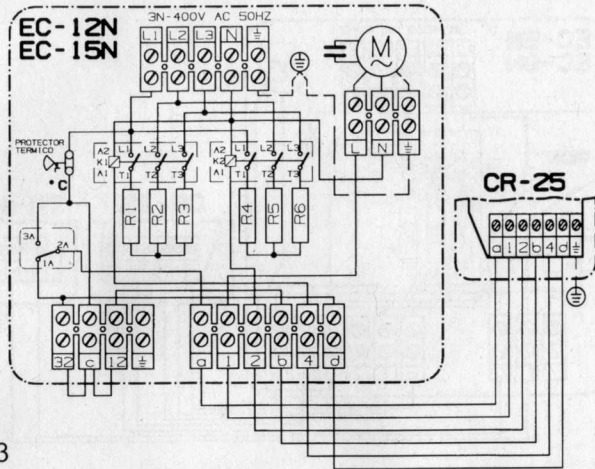 EC-12N
EC-15N
3N-400V AC 50HZ
L1 L2 L3 N
M
L N
PROTECTOR
TERMICO
°C
A2
K1
A1
L1 L2 L3
T1 T2 T3
A2
K2
A1
L1 L2 L3
T1 T2 T3
R1 R2 R3
R4 R5 R6
3A
2A
1A
32 c 12
a 1 2 b 4 d
CR-25
a 1 2 b 4 d
3